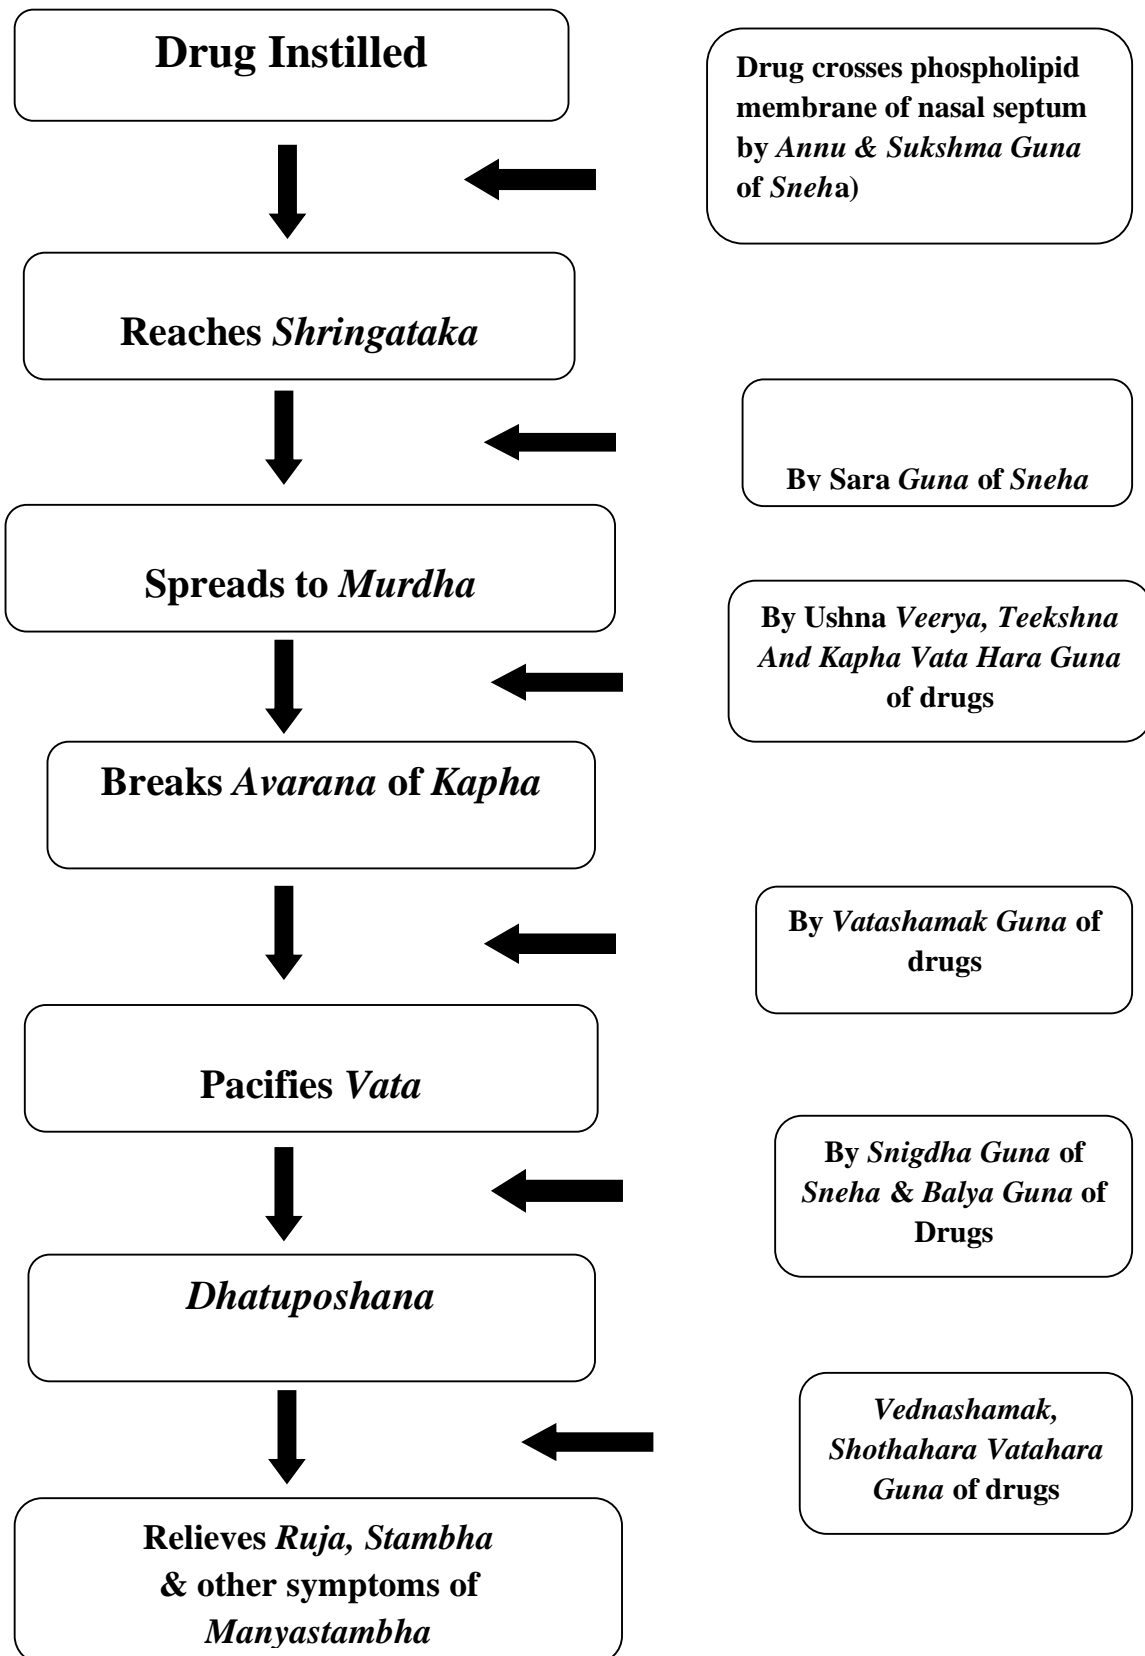 Drug Instilled
Drug crosses phospholipid
membrane of nasal septum
by Annu & Sukshma Guna
of Sneha)
Reaches Shringataka
By Sara Guna of Sneha
Spreads to Murdha
By Ushna Veerya, Teekshna
And Kapha Vata Hara Guna
of drugs
Breaks Avarana of Kapha
By Vatashamak Guna of
drugs
Pacifies Vata
By Snigdha Guna of
Sneha & Balya Guna of
Drugs
Dhatuposhana
Vednashamak,
Shothahara Vatahara
Guna of drugs
Relieves Ruja, Stambha
& other symptoms of
Manyastambha